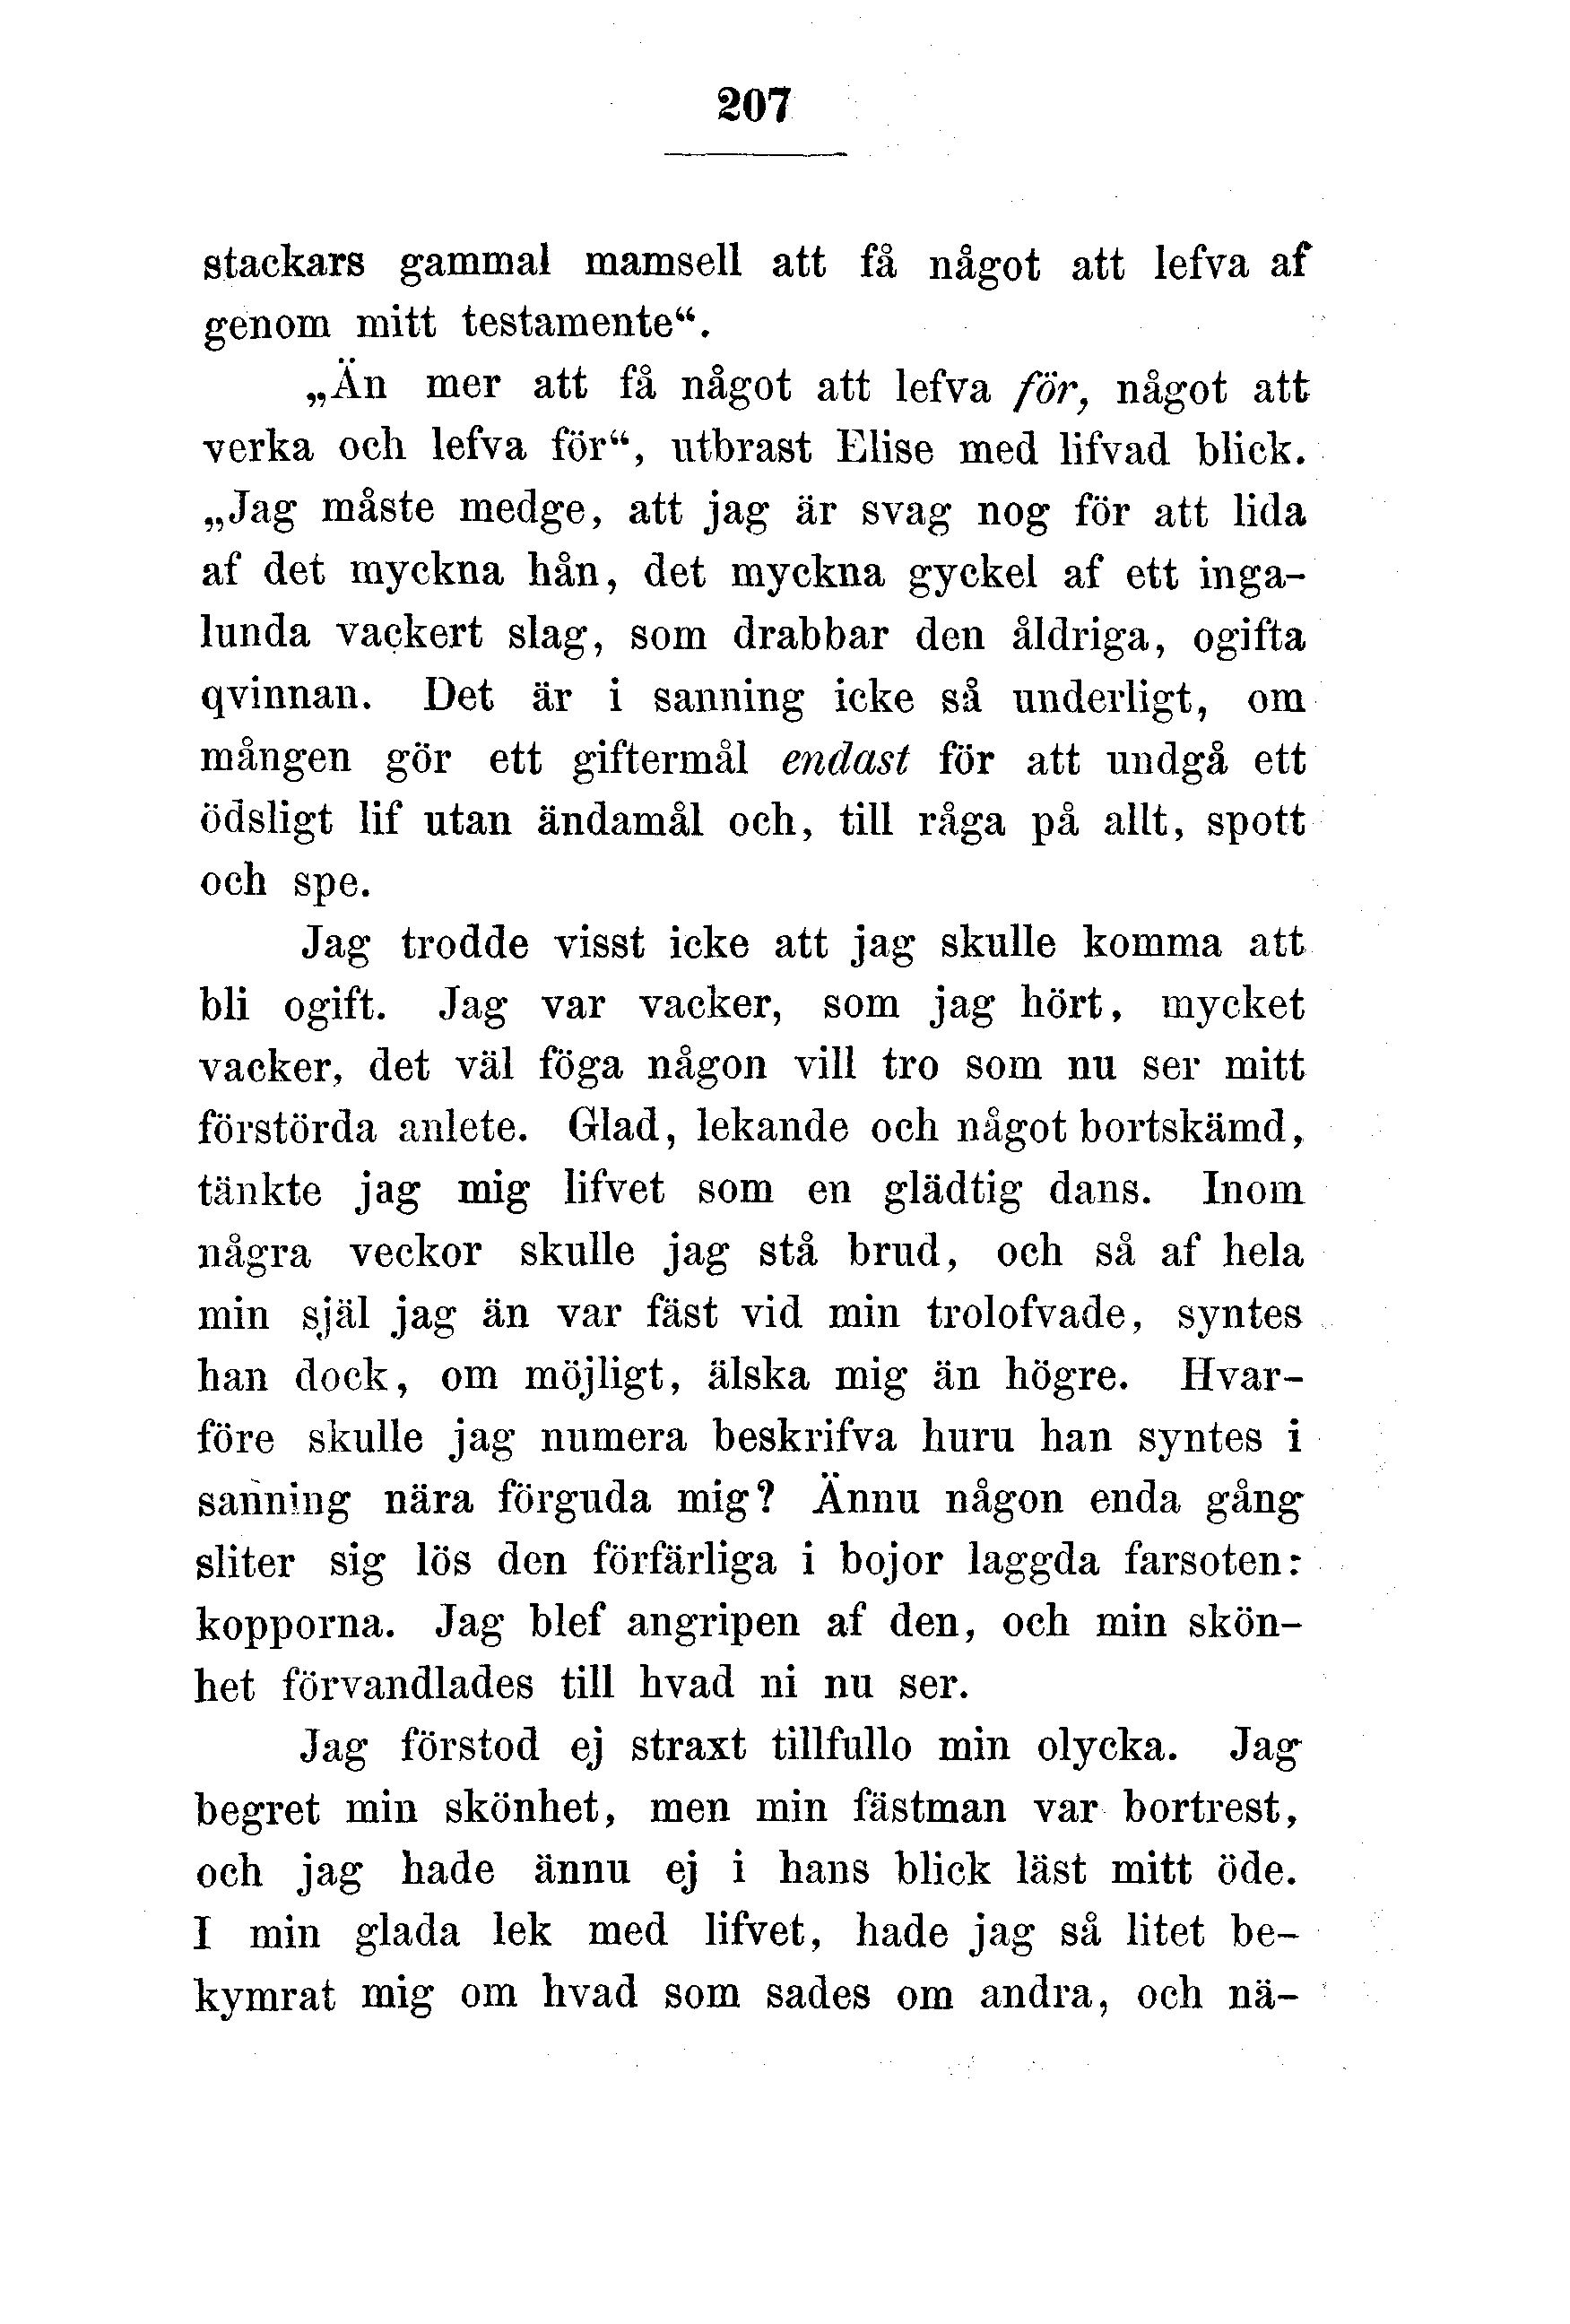 207
stackars gammal mamsell att få något att lefva af
genom mitt testamente“.
„Än mer att få något att lefva för, något att
verka och lefva för“, utbrast Elise med lifvad blick.
„Jag måste medge, att jag är svag nog för att lida
af det myckna hån, det myckna gyckel af ett inga-
lunda vackert slag, som drabbar den åldriga, ogifta
qvinnan. Det är i sanning icke så underligt, om
mången gör ett giftermål endast för att undgå ett
ödsligt lif utan ändamål och, till råga på allt, spott
och spe.
Jag trodde visst icke att jag skulle komma att
bli ogift. Jag var vacker, som jag hört, mycket
vacker, det väl föga någon vill tro som nu ser mitt
förstörda anlete. Glad, lekande och något bortskämd,
tänkte jag mig lifvet som en glädtig dans. Inom
några veckor skulle jag stå brud, och så af hela
min själ jag än var fäst vid min trolofvade, syntes
han dock, om möjligt, älska mig än högre. Hvar-
före skulle jag numera beskrifva huru han syntes i
sanning nära förguda mig? Ännu någon enda gång
sliter sig lös den förfärliga i bojor laggda farsoten:
kopporna. Jag blef angripen af den, och min skön-
het förvandlades till hvad ni nu ser.
Jag förstod ej straxt tillfullo min olycka. Jag
begret min skönhet, men min fästman var bortrest,
och jag hade ännu ej i hans blick läst mitt öde.
I min glada lek med lifvet, hade jag så litet be-
kymrat mig om hvad som sades om andra, och nä-